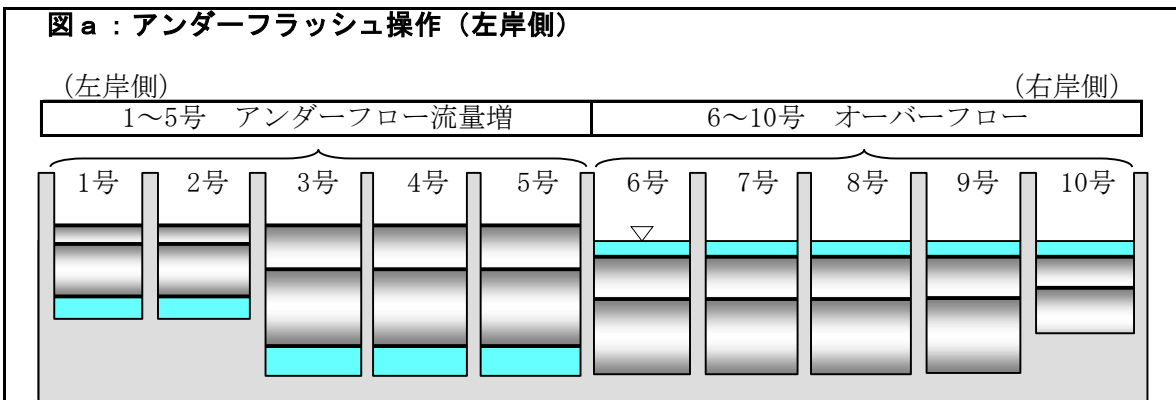 図a:アンダーフラッシュ操作(左岸側)
(左岸側) (右岸側)
1~5号 アンダーフロー流量増 6~10号 オーバーフロー
1号 2号 3号 4号 5号 6号 7号 8号 9号 10号